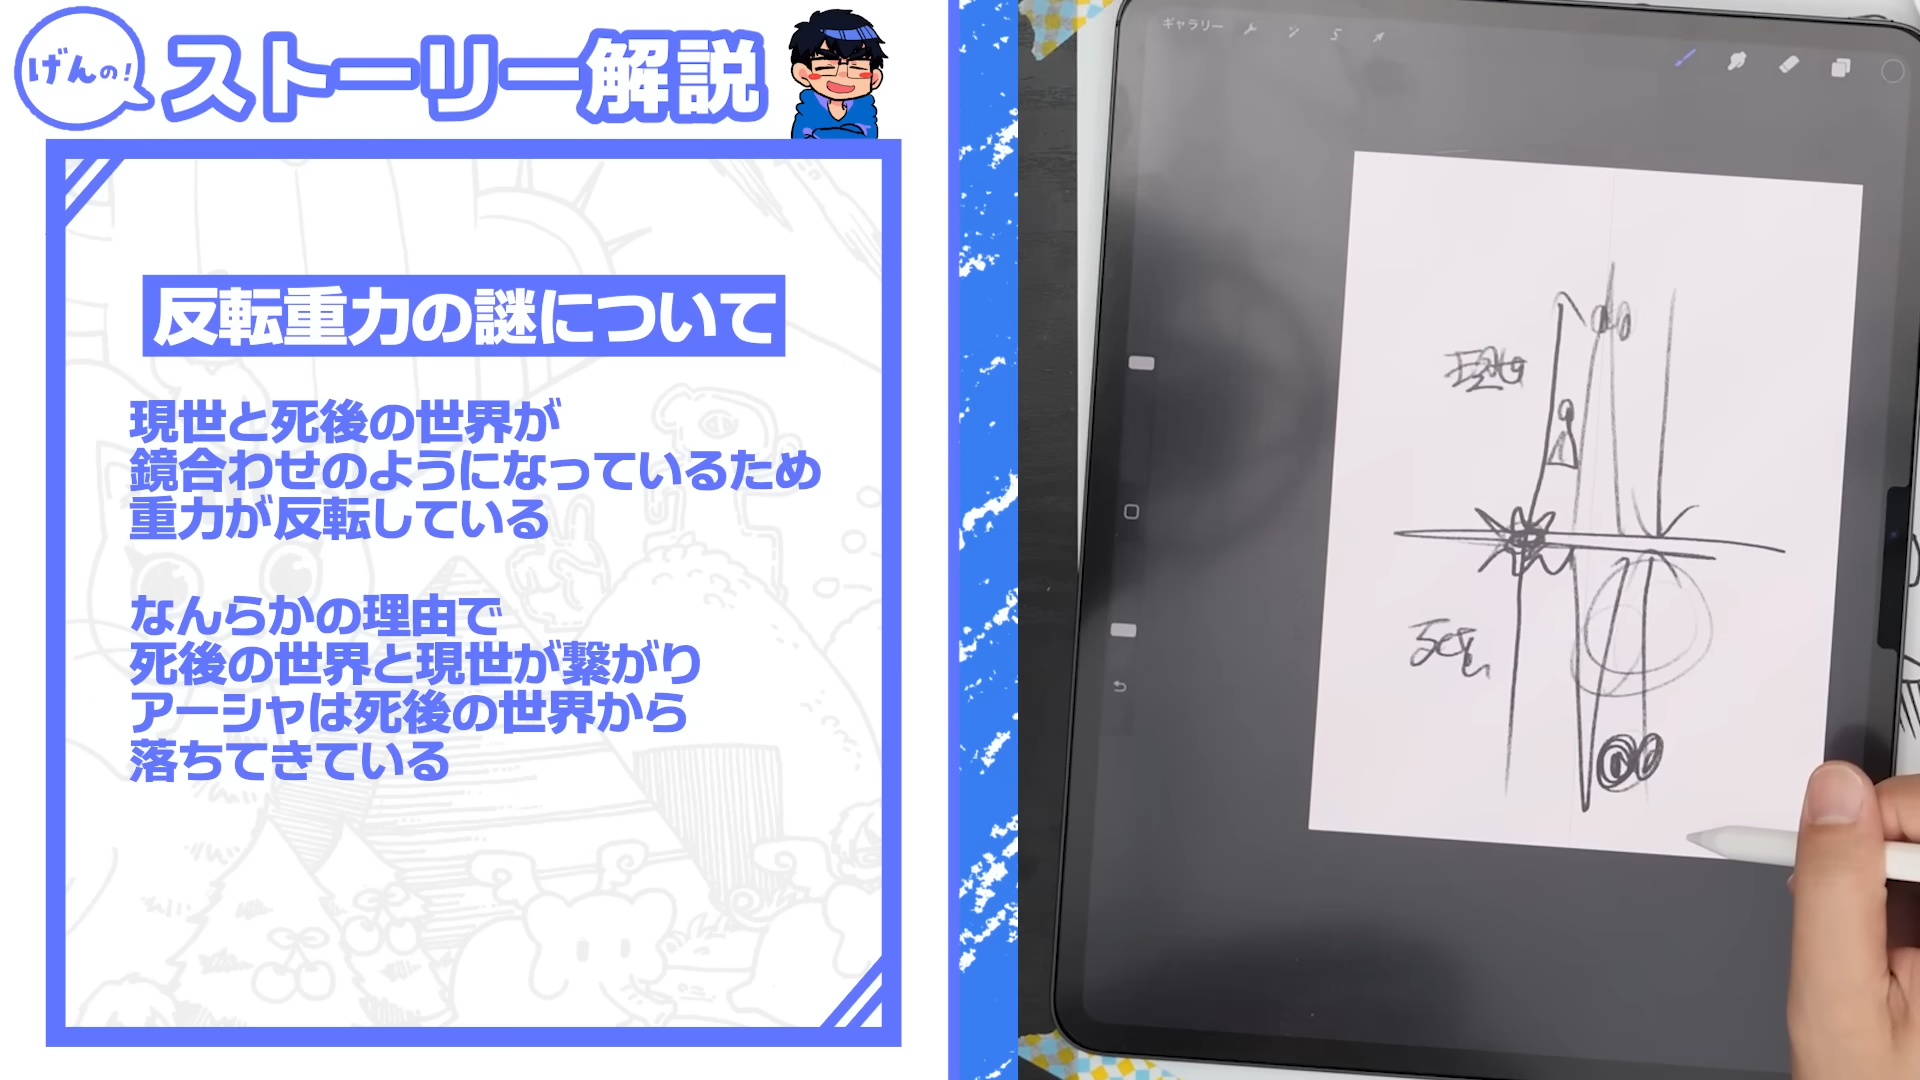 げんの!
ストーリー解説
反転重力の謎について
現世と死後の世界が
鏡合わせのようになっているため
重力が反転している
なんらかの理由で
死後の世界と現世が繋がり
アーシャは死後の世界から
落ちてきている
ギャラリー
現世